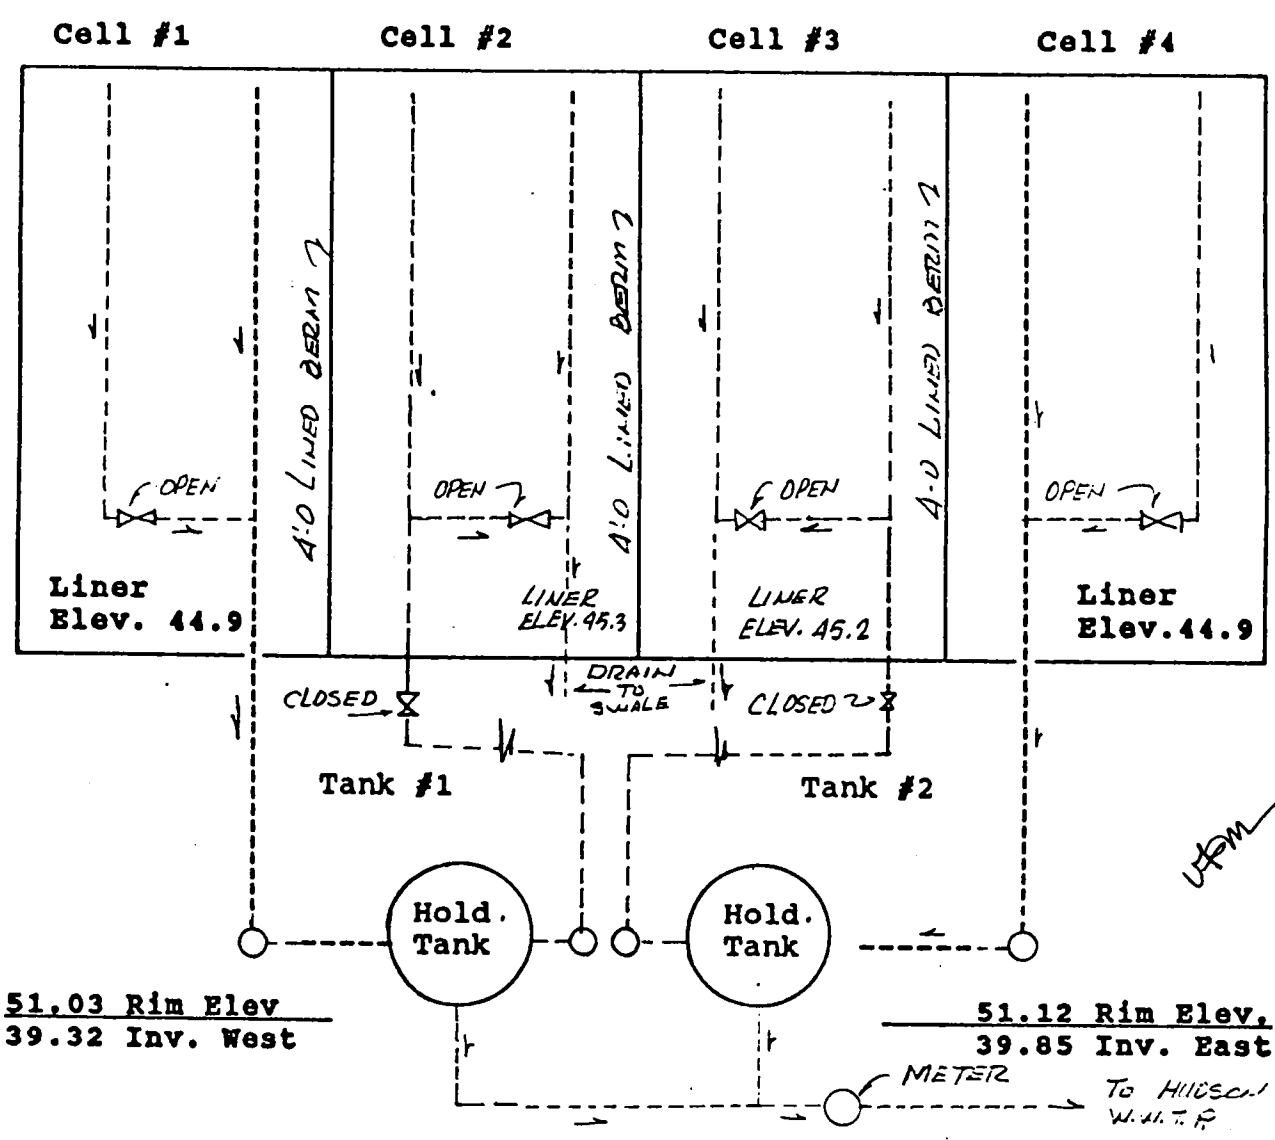 Cell #1
Cell #2
Cell #3
Cell #4
4'0 LINED BERM
4'0 LINED BERM
4-0 LINED BERM
OPEN
OPEN
OPEN
OPEN
Liner
Elev. 44.9
LINER
ELEV. 45.3
LINER
ELEV. 45.2
Liner
Elev.44.9
CLOSED
DRAIN
TO
SWALE
CLOSED
Tank #1
Tank #2
Hold.
Tank
Hold.
Tank
51.03 Rim Elev
39.32 Inv. West
51.12 Rim Elev.
39.85 Inv. East
METER
TO HUDSON
W.W.T.P.